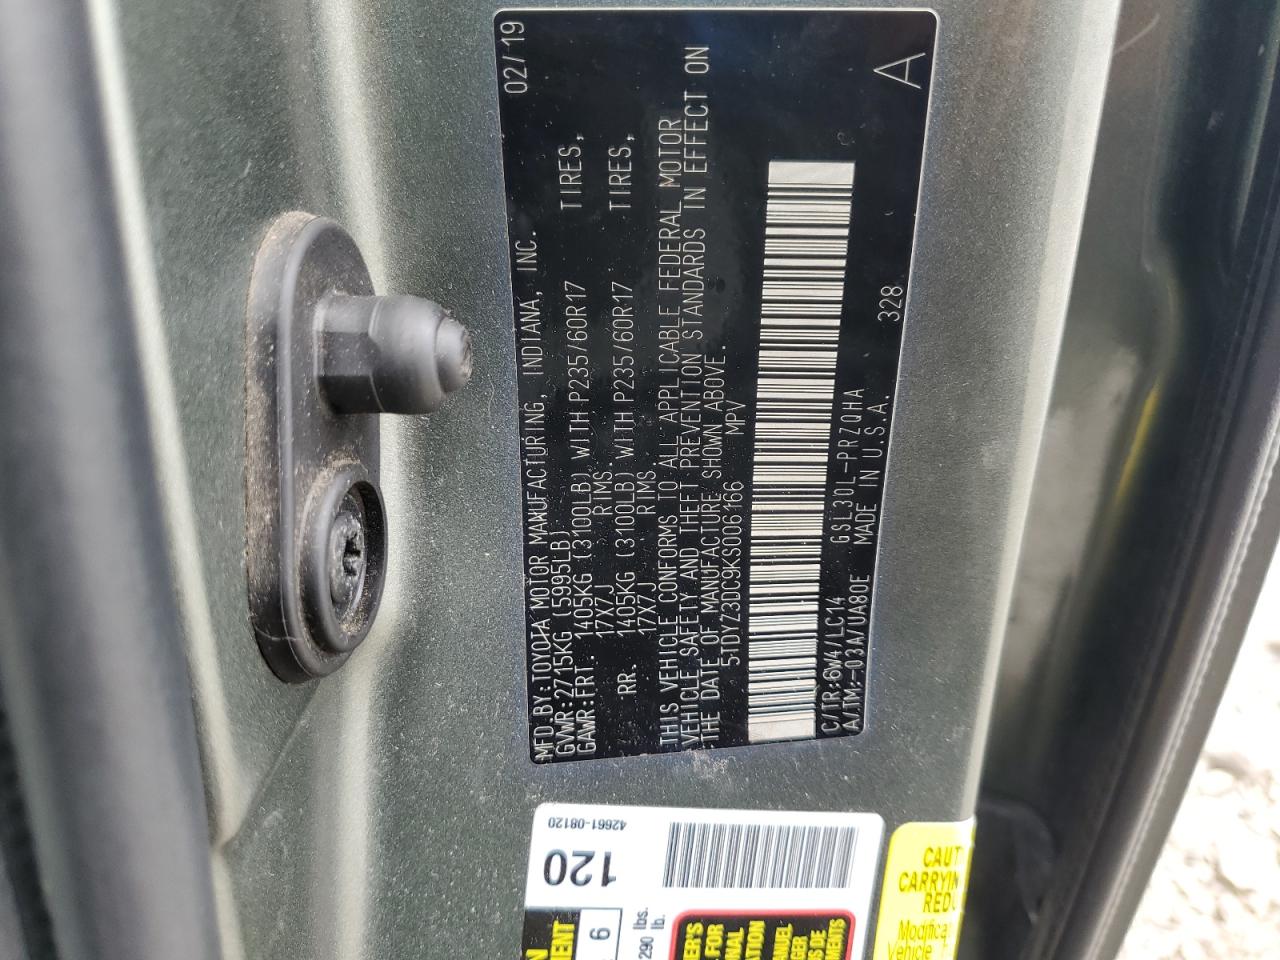 MFD BY:TOYOTA MOTOR MANUFACTURING, INDIANA, INC. 02/19
GVWR:2715KG (5995LB)
GAWR:FRT. 1405KG (3100LB) WITH P235/60R17 TIRES,
17X7J RIMS.
RR. 1405KG (3100LB) WITH P235/60R17 TIRES,
17X7J RIMS.
THIS VEHICLE CONFORMS TO ALL APPLICABLE FEDERAL MOTOR
VEHICLE SAFETY AND THEFT PREVENTION STANDARDS IN EFFECT ON
THE DATE OF MANUFACTURE SHOWN ABOVE.
5TDYZ3DC9KS006166 MPV
C/TR:6W4/LC14 GSL30L-PRZQHA
A/TM:-03A/UA80E MADE IN U.S.A. 328
A
42661-08120
120
6
290 lbs.
lb.
CAUT
CARRYIN
Modifica
Vehicle